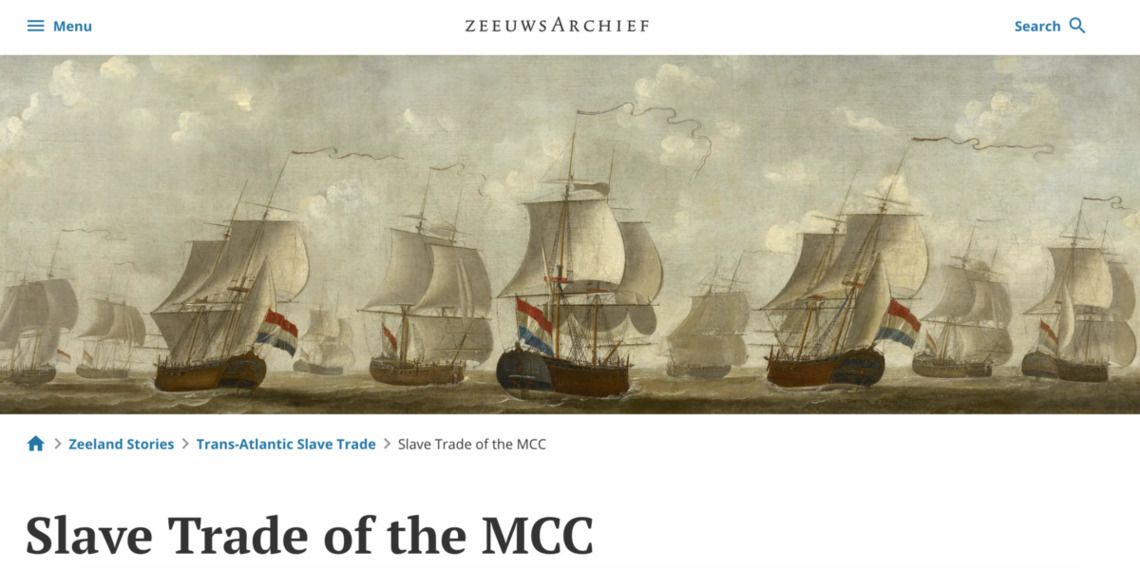 Menu
ZEEUWSARCHIEF
Search
Zeeland Stories > Trans-Atlantic Slave Trade > Slave Trade of the MCC
Slave Trade of the MCC